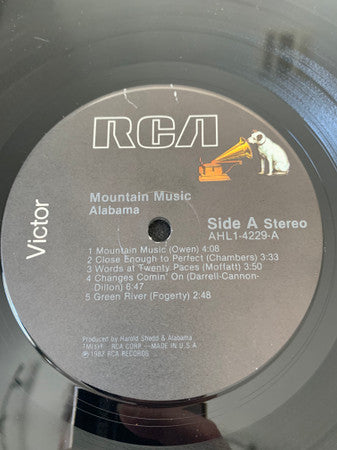 RCA
Victor
Mountain Music
Alabama
Side A Stereo
AHL1-4229-A
1 Mountain Music (Owen) 4:08
2 Close Enough to Perfect (Chambers) 3:33
3 Words at Twenty Paces (Moffatt) 3:50
4 Changes Comin' On (Darrell-Cannon-
Dillon) 6:47
5 Green River (Fogerty) 2:48
Produced by Harold Shedd & Alabama
RCA CORP.—MADE IN U.S.A.
Ⓟ 1982 RCA RECORDS